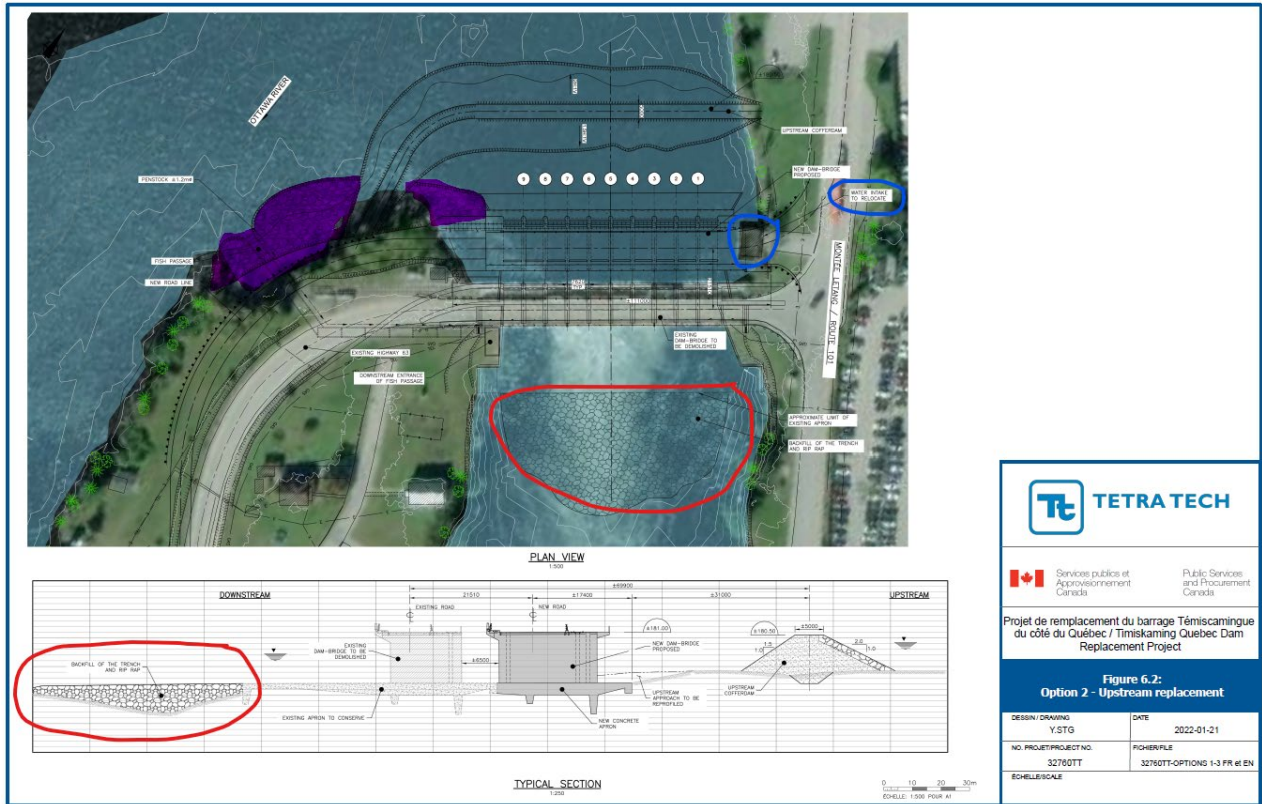 OTTAWA RIVER
UPSTREAM COFFERDAM
NEW DAM-BRIDGE
PROPOSED
PENSTOCK ±1.2mØ
9 8 7 6 5 4 3 2 1
WATER INTAKE
TO RELOCATE
FISH PASSAGE
NEW ROAD LINE
MONTÉE LETANG / ROUTE 101
EXISTING
DAM-BRIDGE TO
BE DEMOLISHED
EXISTING HIGHWAY 63
DOWNSTREAM ENTRANCE
OF FISH PASSAGE
APPROXIMATE LIMIT OF
EXISTING APRON
BACKFILL OF THE TRENCH
AND RIP RAP
PLAN VIEW
1:500
DOWNSTREAM
UPSTREAM
±69900
21510
±17400
±31000
EXISTING ROAD
NEW ROAD
±181.00
±180.50
±5000
1.5
1.0
2.0
1.0
BACKFILL OF THE TRENCH
AND RIP RAP
EXISTING
DAM-BRIDGE TO BE
DEMOLISHED
±6500
NEW DAM-BRIDGE
PROPOSED
UPSTREAM
APPROACH TO BE
REPROFILED
UPSTREAM
COFFERDAM
EXISTING APRON TO CONSERVE
NEW CONCRETE
APRON
TYPICAL SECTION
1:250
0 10 20 30m
ÉCHELLE: 1:500 POUR A1
Tt TETRA TECH
Services publics et
Approvisionnement
Canada
Public Services
and Procurement
Canada
Projet de remplacement du barrage Témiscamingue
du côté du Québec / Timiskaming Quebec Dam
Replacement Project
Figure 6.2:
Option 2 - Upstream replacement
DESSIN / DRAWING
Y.STG
DATE
2022-01-21
NO. PROJET/PROJECT NO.
32760TT
FICHIER/FILE
32760TT-OPTIONS 1-3 FR et EN
ÉCHELLE/SCALE